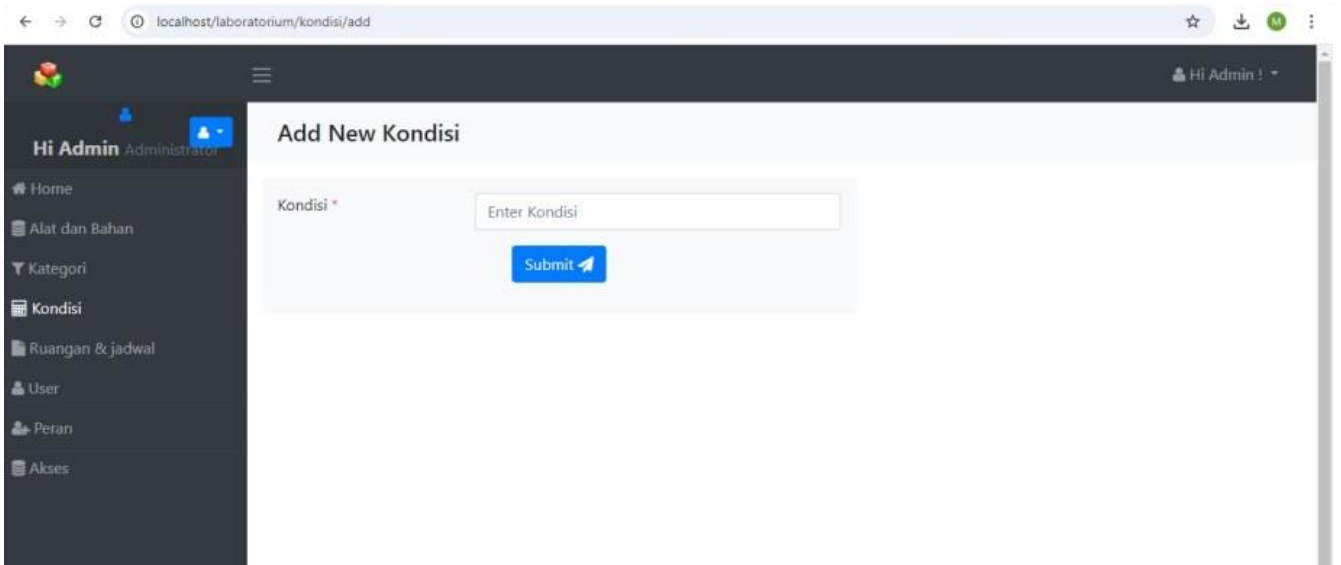 localhost/laboratorium/kondisi/add
M
Hi Admin !
Hi Admin Administrator
Home
Alat dan Bahan
Kategori
Kondisi
Ruangan & jadwal
User
Peran
Akses
Add New Kondisi
Kondisi *
Enter Kondisi
Submit